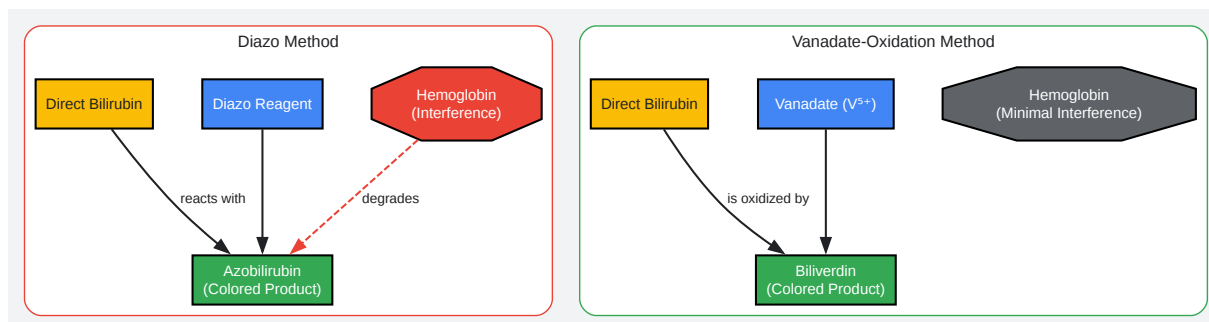 Diazo Method
Direct Bilirubin
Diazo Reagent
Hemoglobin
(Interference)
reacts with
degrades
Azobilirubin
(Colored Product)
Vanadate-Oxidation Method
Direct Bilirubin
Vanadate (V⁵⁺)
Hemoglobin
(Minimal Interference)
is oxidized by
Biliverdin
(Colored Product)